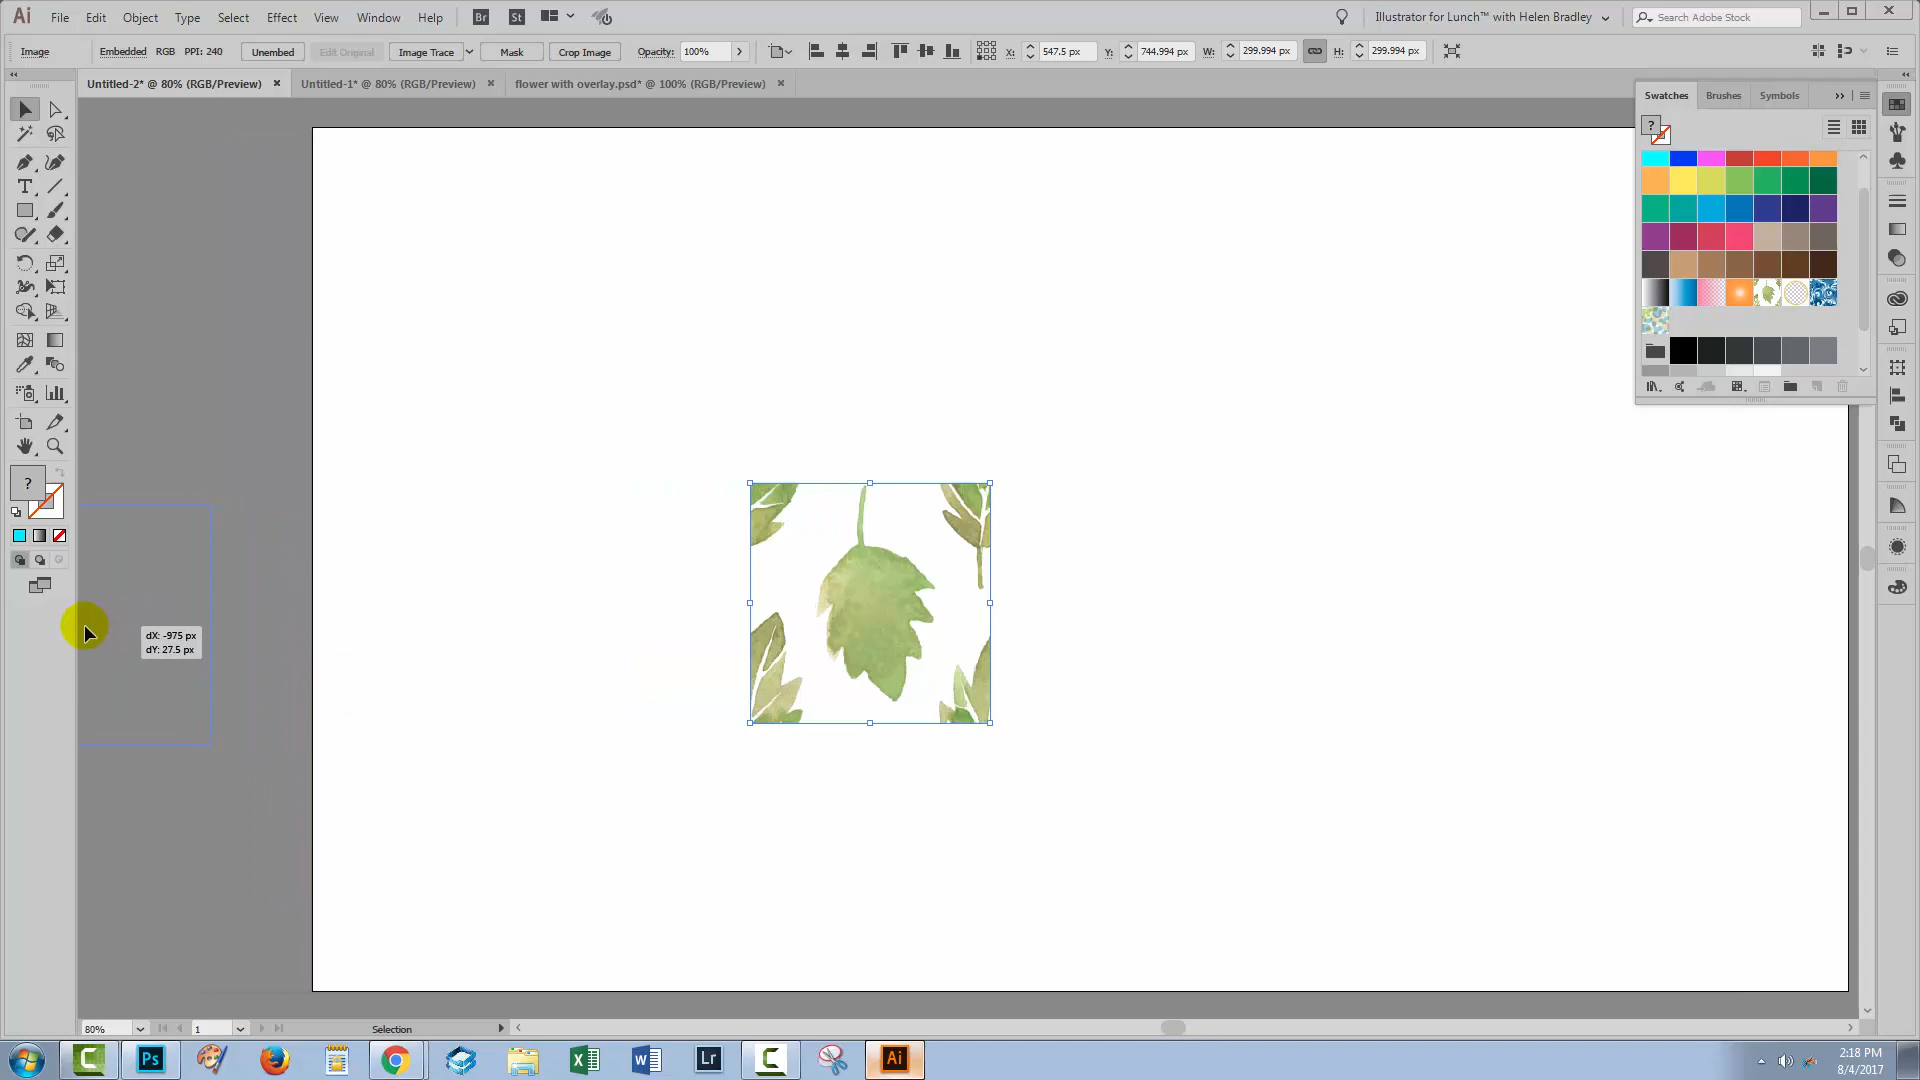 Ai File Edit Object Type Select Effect View Window Help Br St Illustrator for Lunch™ with Helen Bradley Search Adobe Stock
Image Embedded RGB PPI: 240 Unembed Edit Original Image Trace Mask Crop Image Opacity: 100% X: 547.5 px Y: 744.994 px W: 299.994 px H: 299.994 px
Untitled-2* @ 80% (RGB/Preview) Untitled-1* @ 80% (RGB/Preview) flower with overlay.psd* @ 100% (RGB/Preview)
Swatches Brushes Symbols
?
T
?
dX: -975 px
dY: 27.5 px
80% 1 Selection
Ps Lr Ai
2:18 PM
8/4/2017